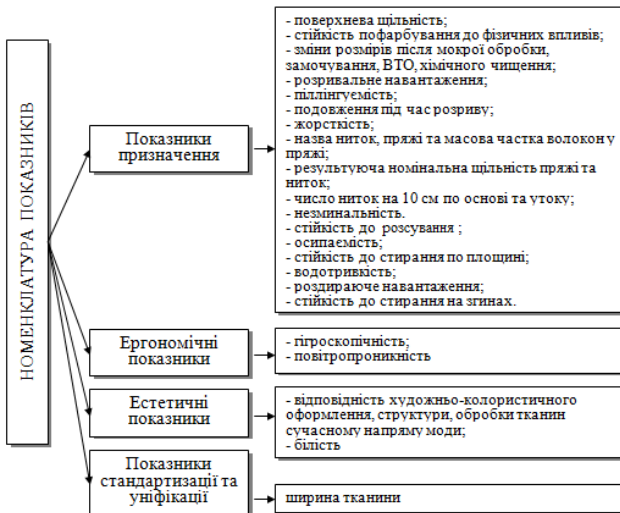 НОМЕНКЛАТУРА ПОКАЗНИКІВ
Показники
призначення
- поверхнева щільність;
- стійкість пофарбування до фізичних впливів;
- зміни розмірів після мокрої обробки,
замочування, ВТО, хімічного чищення;
- розривальне навантаження;
- піллінгуємість;
- подовження під час розриву;
- жорсткість;
- назва ниток, пряжі та масова частка волокон у
пряжі;
- результуюча номінальна щільність пряжі та
ниток;
- число ниток на 10 см по основі та утоку;
- незминальність.
- стійкість до розсування ;
- осипаємість;
- стійкість до стирання по площині;
- водотривкість;
- роздираюче навантаження;
- стійкість до стирання на згинах.
Ергономічні
показники
- гігроскопічність;
- повітропроникність
Естетичні
показники
- відповідність художньо-колористичного
оформлення, структури, обробки тканин
сучасному напряму моди;
- білість
Показники
стандартизації та
уніфікації
ширина тканини